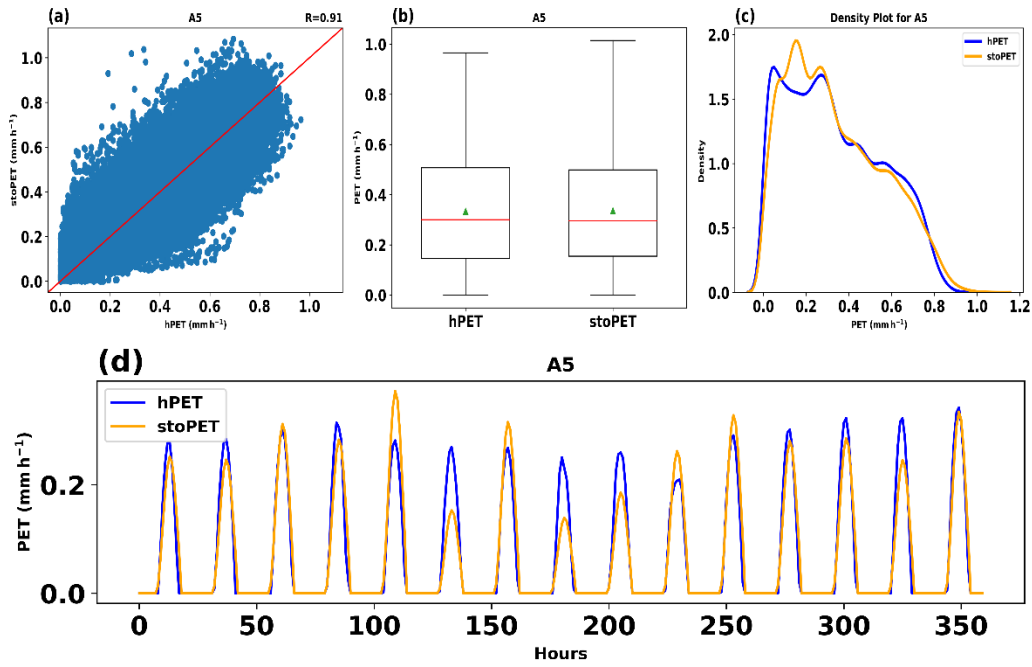 (a) A5 R=0.91
1.0
0.8
0.6
0.4
0.2
0.0
stoPET (mm h⁻¹)
0.0 0.2 0.4 0.6 0.8 1.0
hPET (mm h⁻¹)
(b) A5
1.0
0.8
0.6
0.4
0.2
0.0
PET (mm h⁻¹)
hPET stoPET
(c) Density Plot for A5
hPET
stoPET
2.0
1.5
1.0
0.5
0.0
Density
0.0 0.2 0.4 0.6 0.8 1.0 1.2
PET (mm h⁻¹)
(d) A5
hPET
stoPET
0.2
0.0
PET (mm h⁻¹)
0 50 100 150 200 250 300 350
Hours